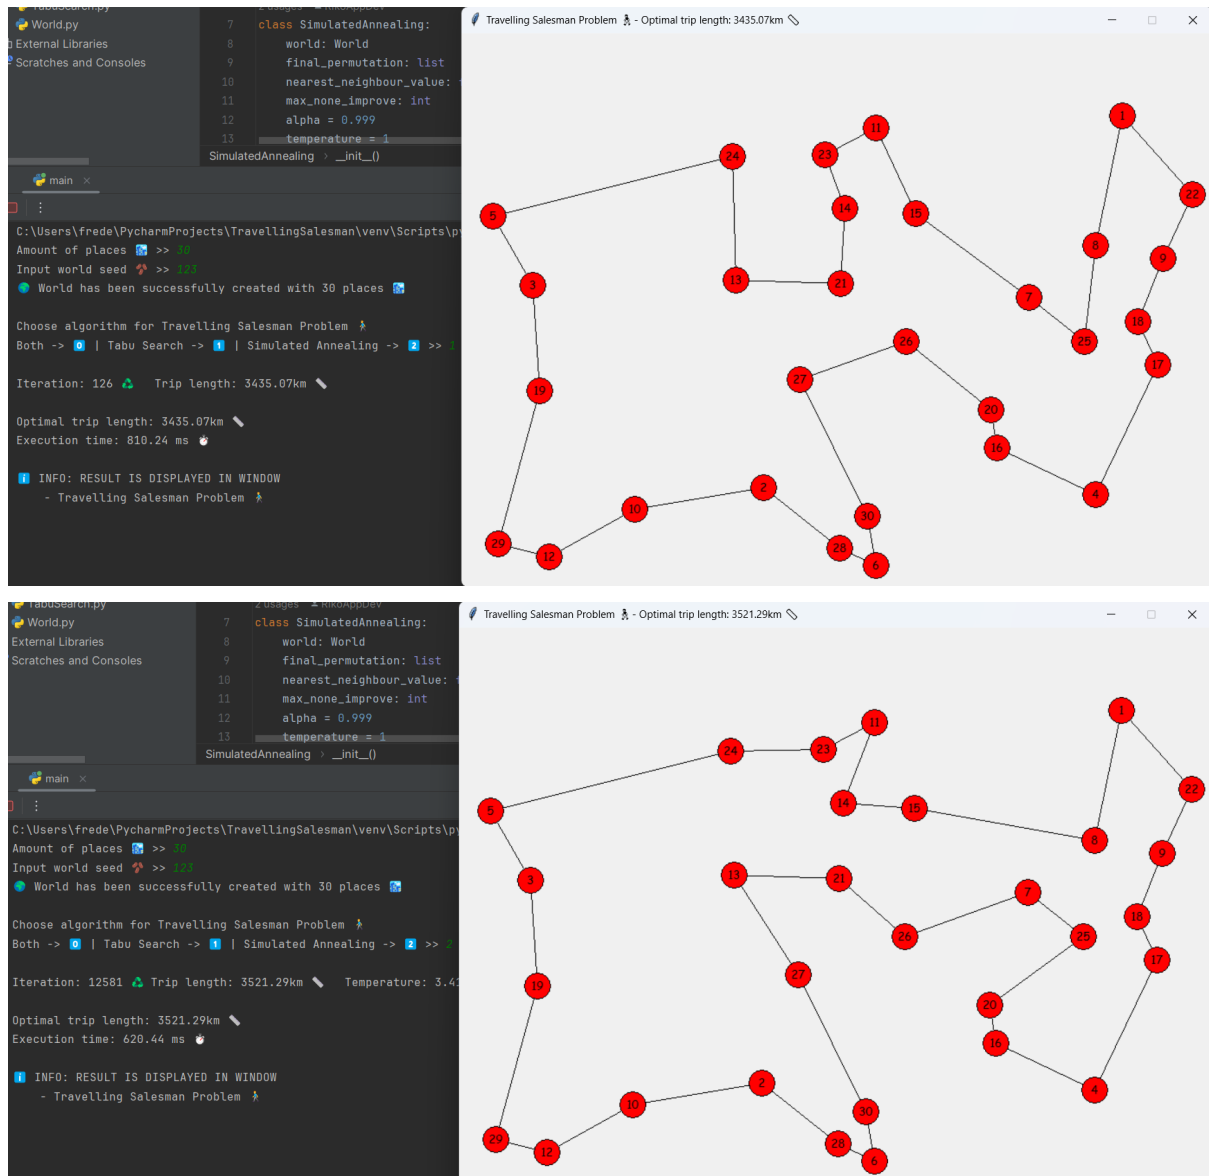 TabuSearch.py
World.py
External Libraries
Scratches and Consoles
2 usages
7 class SimulatedAnnealing:
8 world: World
9 final_permutation: list
10 nearest_neighbour_value:
11 max_none_improve: int
12 alpha = 0.999
13 temperature = 1
SimulatedAnnealing > __init__()
main ×
C:\Users\frede\PycharmProjects\TravellingSalesman\venv\Scripts\py
Amount of places >> 30
Input world seed >> 123
World has been successfully created with 30 places
Choose algorithm for Travelling Salesman Problem
Both -> 0 | Tabu Search -> 1 | Simulated Annealing -> 2 >> 1
Iteration: 126 Trip length: 3435.07km
Optimal trip length: 3435.07km
Execution time: 810.24 ms
i INFO: RESULT IS DISPLAYED IN WINDOW
- Travelling Salesman Problem
Travelling Salesman Problem - Optimal trip length: 3435.07km
1
11
24
23
22
14
15
5
8
9
13
21
3
7
18
26
25
17
27
19
20
16
2
4
10
30
29
28
12
6
TabuSearch.py
World.py
External Libraries
Scratches and Consoles
2 usages RikoAppDev
7 class SimulatedAnnealing:
8 world: World
9 final_permutation: list
10 nearest_neighbour_value:
11 max_none_improve: int
12 alpha = 0.999
13 temperature = 1
SimulatedAnnealing > __init__()
main ×
C:\Users\frede\PycharmProjects\TravellingSalesman\venv\Scripts\py
Amount of places >> 30
Input world seed >> 123
World has been successfully created with 30 places
Choose algorithm for Travelling Salesman Problem
Both -> 0 | Tabu Search -> 1 | Simulated Annealing -> 2 >> 2
Iteration: 12581 Trip length: 3521.29km Temperature: 3.41
Optimal trip length: 3521.29km
Execution time: 620.44 ms
i INFO: RESULT IS DISPLAYED IN WINDOW
- Travelling Salesman Problem
Travelling Salesman Problem - Optimal trip length: 3521.29km
1
11
24
23
22
14
15
5
8
9
13
21
3
7
18
26
25
17
27
19
20
16
2
4
10
30
29
28
12
6